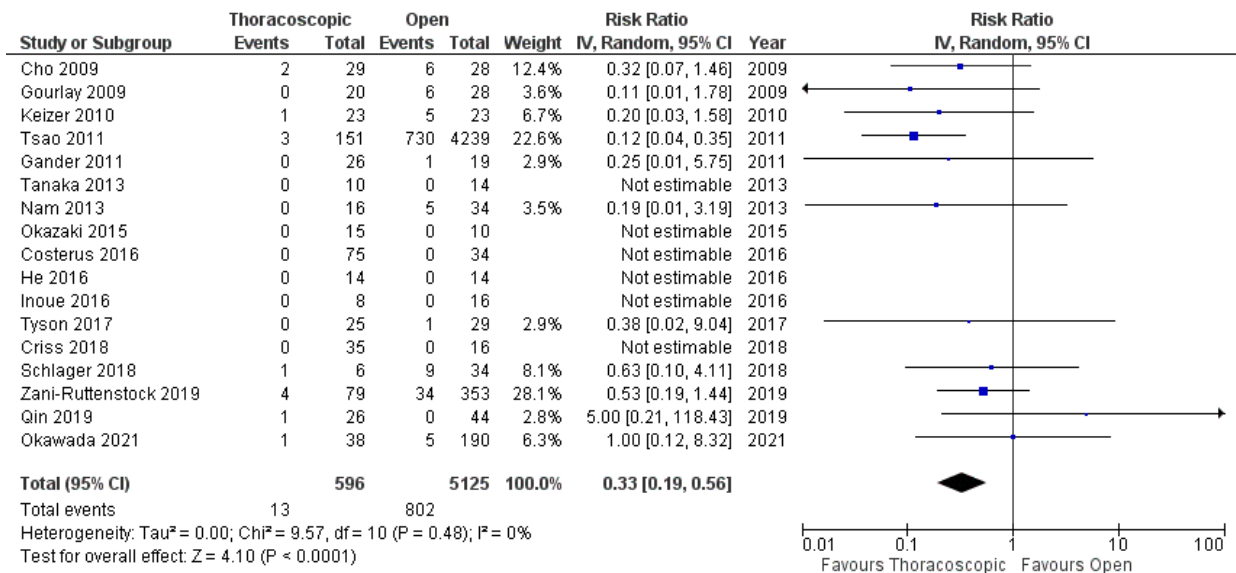 Thoracoscopic Open Risk Ratio Risk Ratio
Study or Subgroup Events Total Events Total Weight IV, Random, 95% CI Year IV, Random, 95% CI
Cho 2009 2 29 6 28 12.4% 0.32 [0.07, 1.46] 2009
Gourlay 2009 0 20 6 28 3.6% 0.11 [0.01, 1.78] 2009
Keizer 2010 1 23 5 23 6.7% 0.20 [0.03, 1.58] 2010
Tsao 2011 3 151 730 4239 22.6% 0.12 [0.04, 0.35] 2011
Gander 2011 0 26 1 19 2.9% 0.25 [0.01, 5.75] 2011
Tanaka 2013 0 10 0 14 Not estimable 2013
Nam 2013 0 16 5 34 3.5% 0.19 [0.01, 3.19] 2013
Okazaki 2015 0 15 0 10 Not estimable 2015
Costerus 2016 0 75 0 34 Not estimable 2016
He 2016 0 14 0 14 Not estimable 2016
Inoue 2016 0 8 0 16 Not estimable 2016
Tyson 2017 0 25 1 29 2.9% 0.38 [0.02, 9.04] 2017
Criss 2018 0 35 0 16 Not estimable 2018
Schlager 2018 1 6 9 34 8.1% 0.63 [0.10, 4.11] 2018
Zani-Ruttenstock 2019 4 79 34 353 28.1% 0.53 [0.19, 1.44] 2019
Qin 2019 1 26 0 44 2.8% 5.00 [0.21, 118.43] 2019
Okawada 2021 1 38 5 190 6.3% 1.00 [0.12, 8.32] 2021
Total (95% CI) 596 5125 100.0% 0.33 [0.19, 0.56]
Total events 13 802
Heterogeneity: Tau² = 0.00; Chi² = 9.57, df = 10 (P = 0.48); I² = 0%
Test for overall effect: Z = 4.10 (P < 0.0001)
0.01 0.1 1 10 100
Favours Thoracoscopic Favours Open